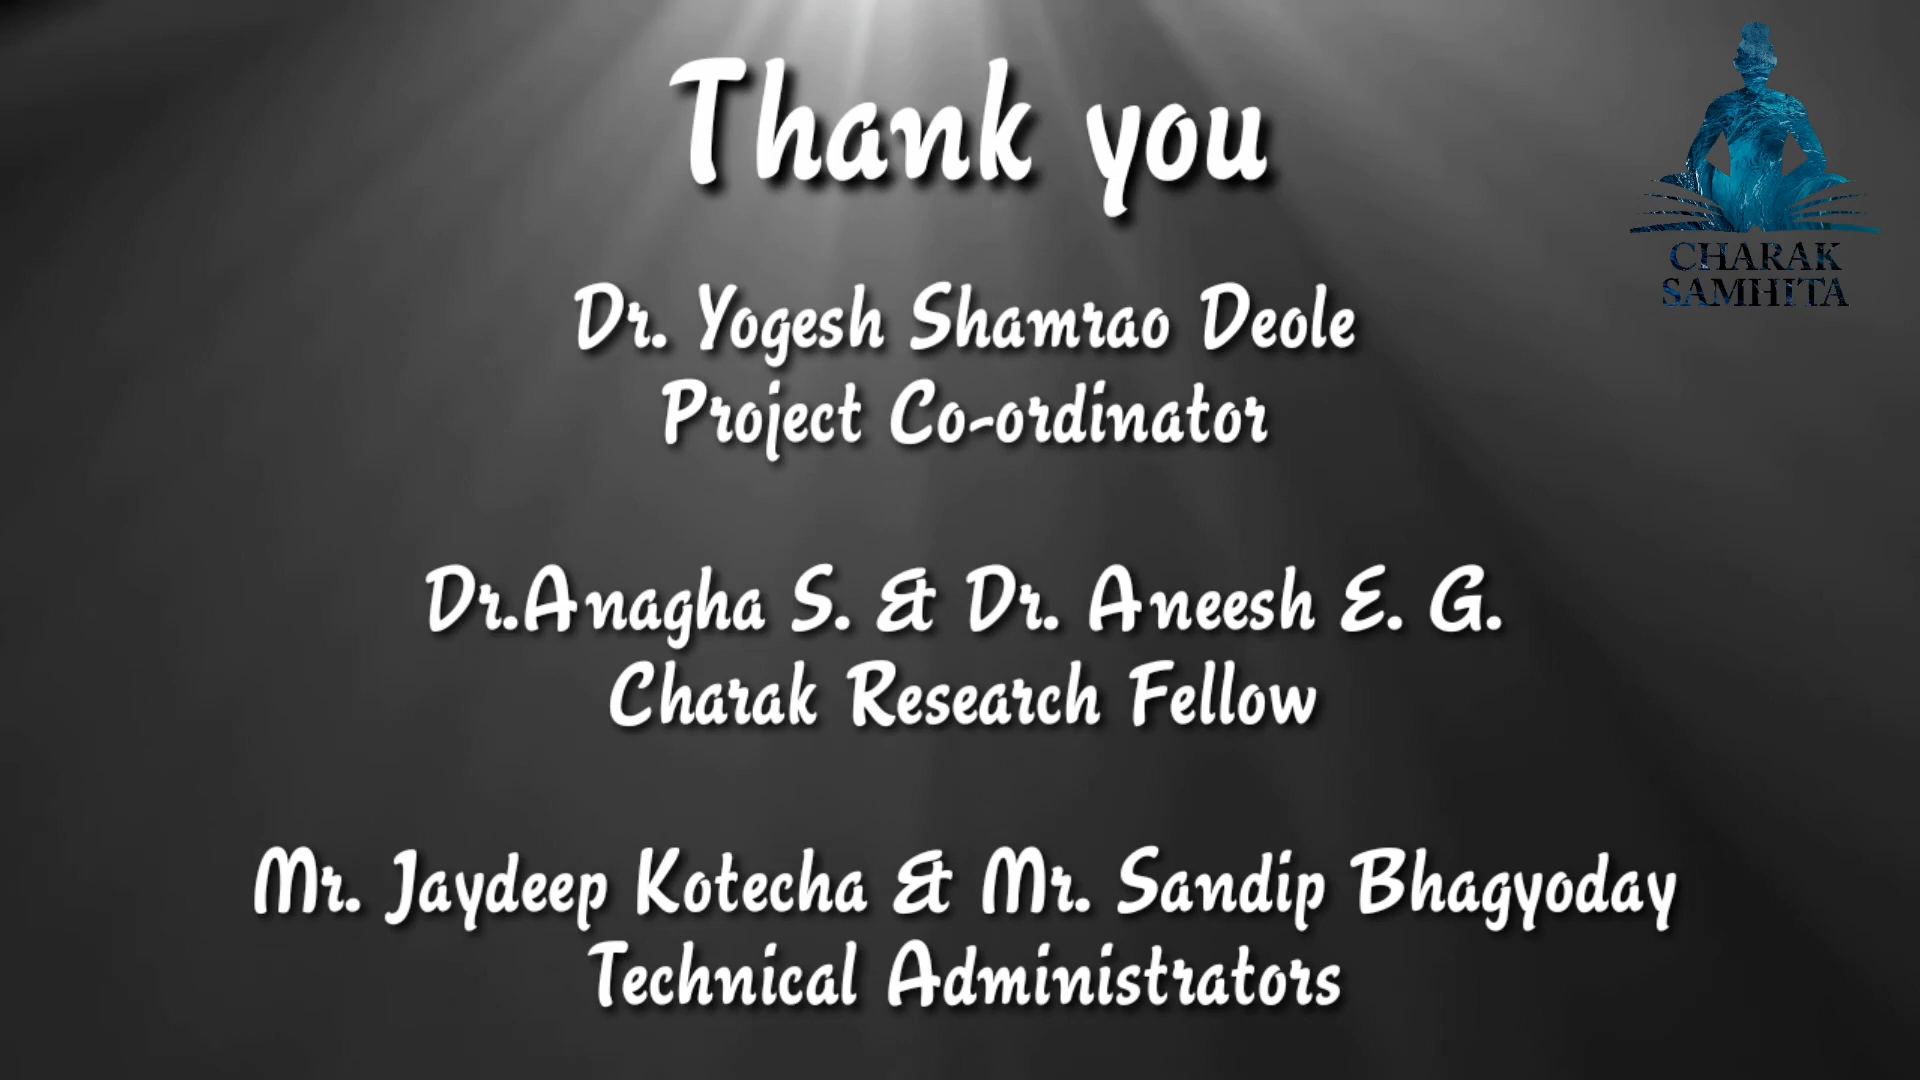 Thank you
CHARAK
SAMHITA
Dr. Yogesh Shamrao Deole
Project Co-ordinator
Dr.Anagha S. & Dr. Aneesh E. G.
Charak Research Fellow
Mr. Jaydeep Kotecha & Mr. Sandip Bhagyoday
Technical Administrators